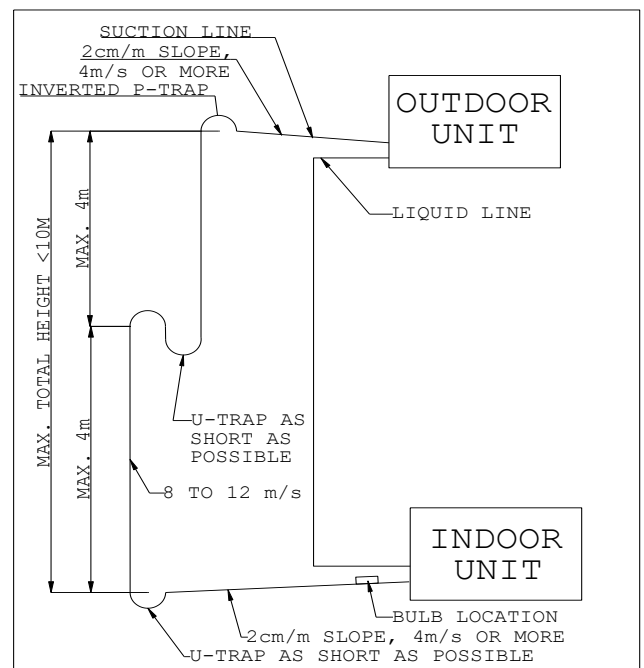 SUCTION LINE
2cm/m SLOPE,
4m/s OR MORE
INVERTED P-TRAP
OUTDOOR
UNIT
LIQUID LINE
MAX. 4m
MAX. TOTAL HEIGHT <10M
U-TRAP AS
SHORT AS
POSSIBLE
MAX. 4m
8 TO 12 m/s
INDOOR
UNIT
BULB LOCATION
2cm/m SLOPE, 4m/s OR MORE
U-TRAP AS SHORT AS POSSIBLE